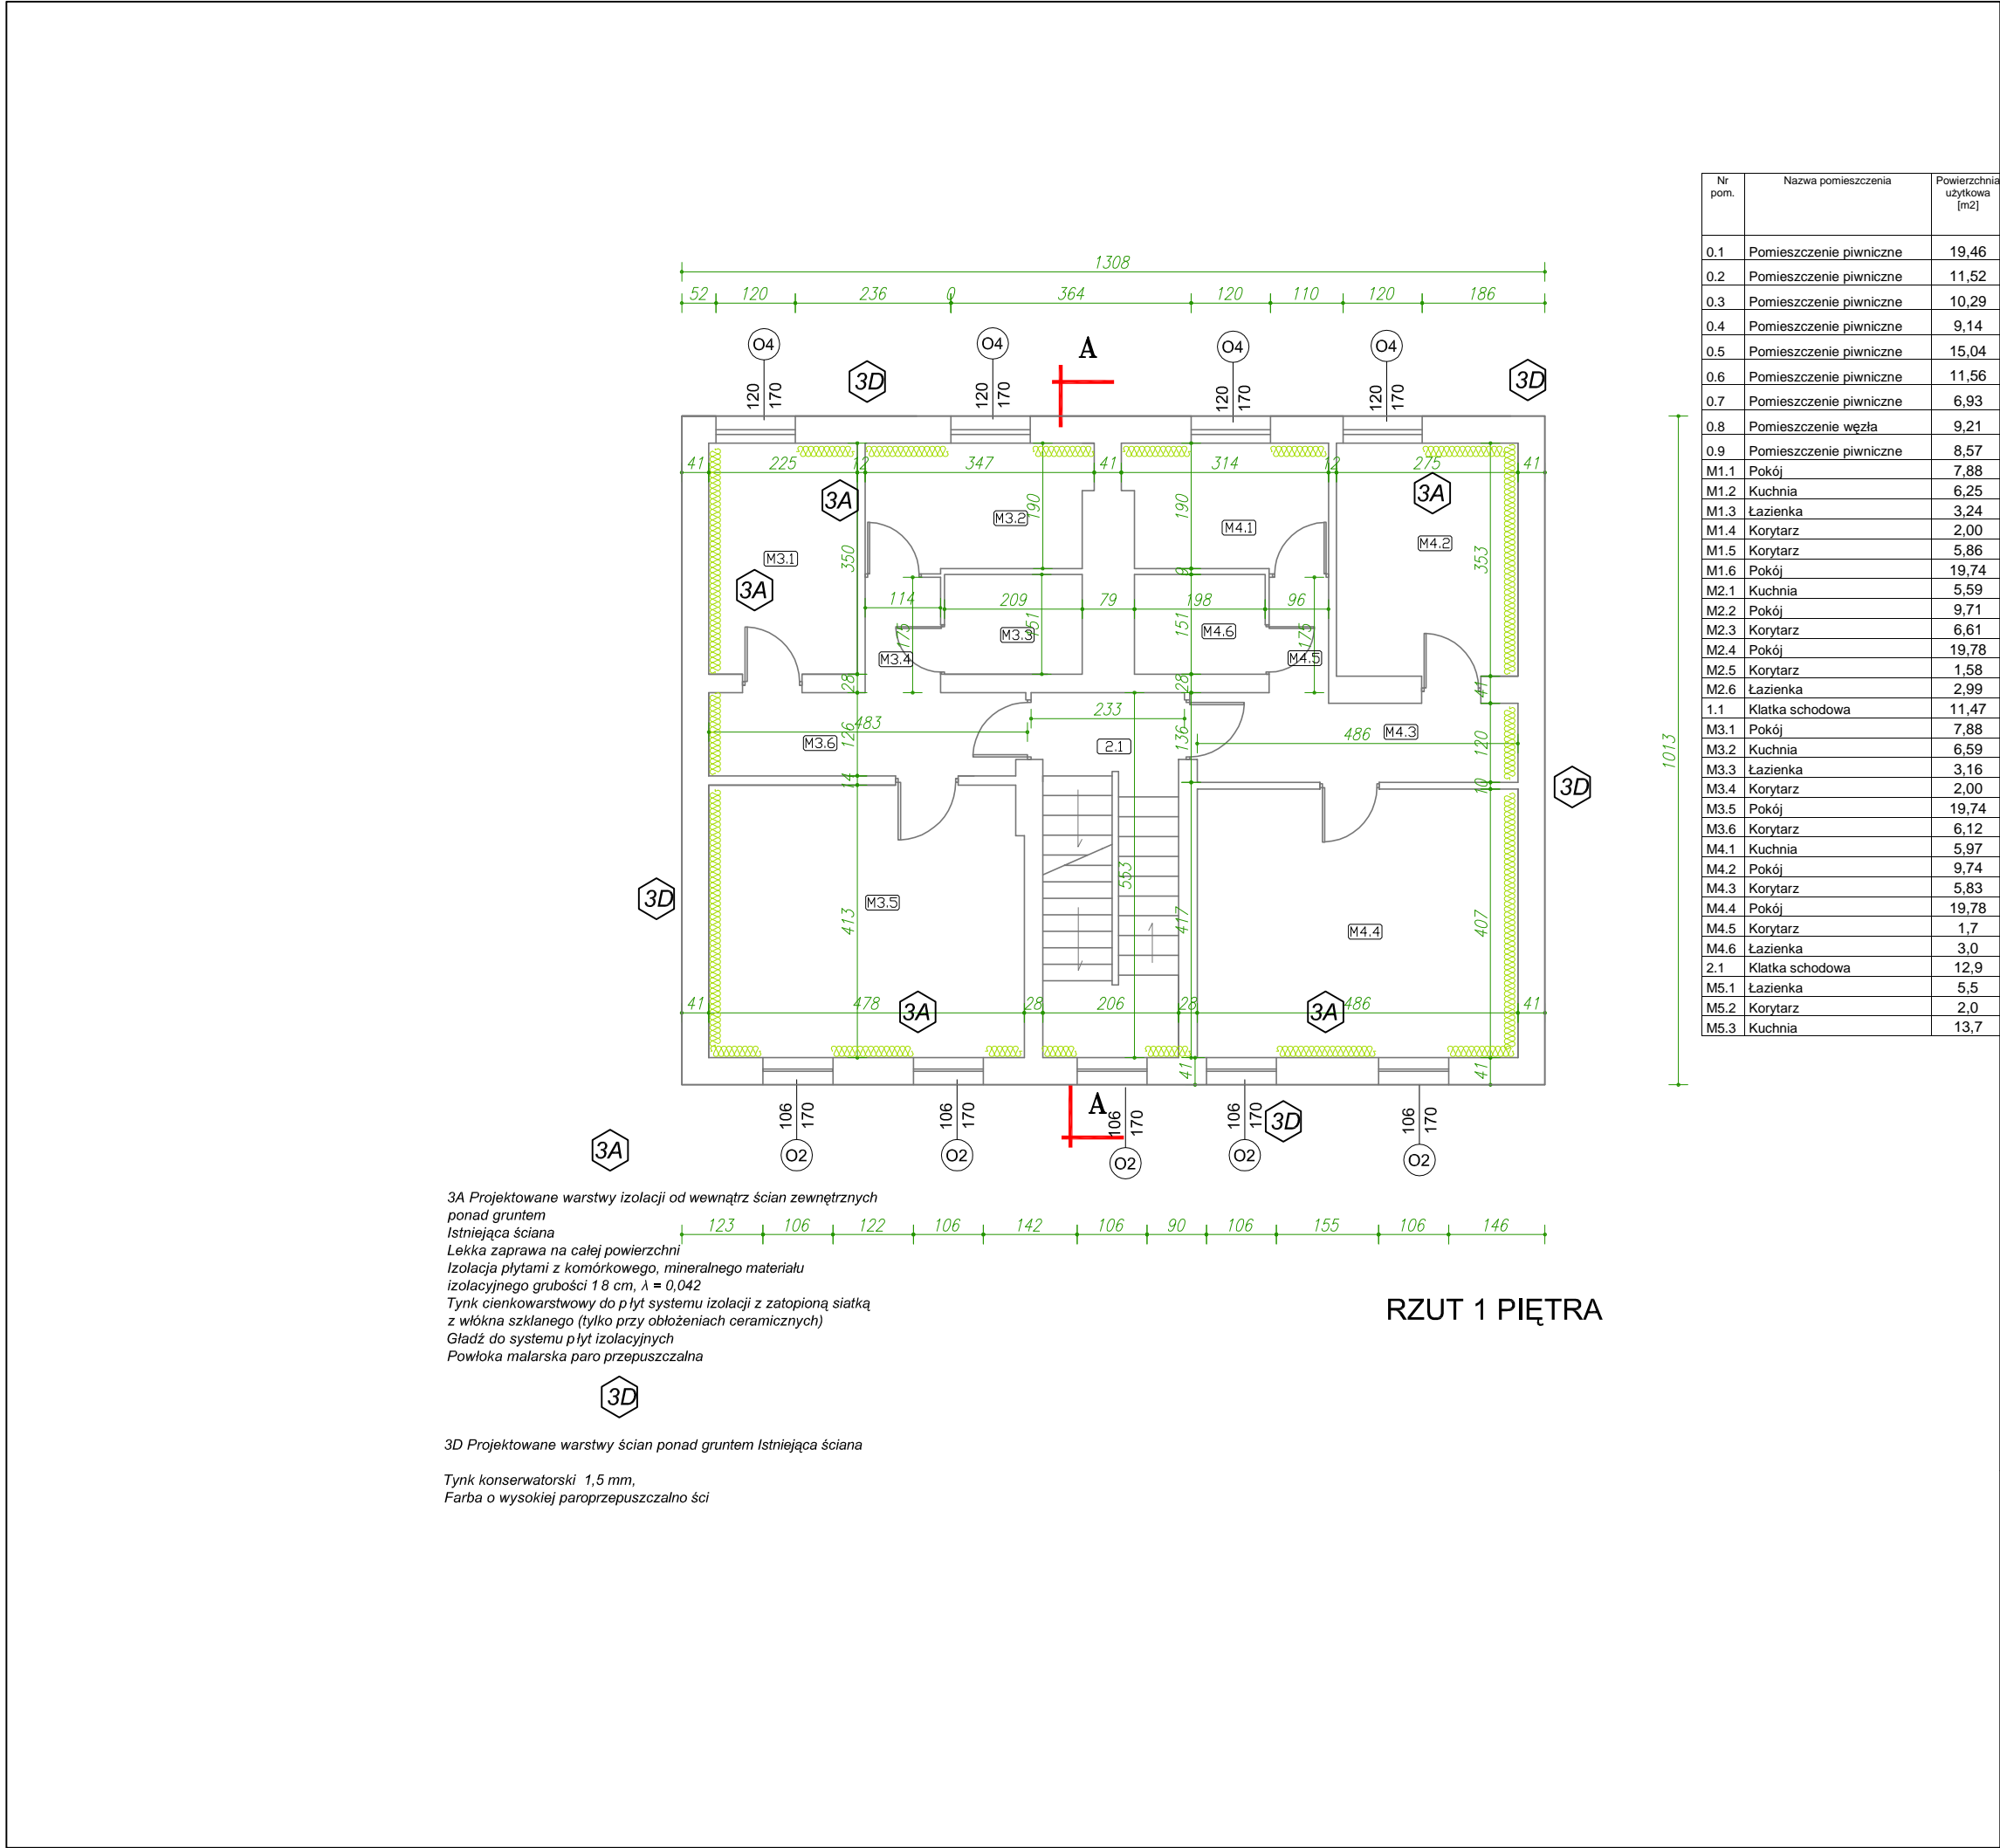 1308
52 120 236 0 364 120 110 120 186
O4 O4 O4 O4
A
3D 3D
120 170 120 170 120 170 120 170
41 225 12 347 41 314 12 275 41
3A 3A
190 190
M3.2 M4.1
M4.2
M3.1
350 353
3A
9
114 209 79 198 96
175 151 151 175
M3.3 M4.6
M3.4 M4.5
28 28 41
483 233
126 136 120
M3.6 2.1 486 M4.3
1013
14 10
3D
3D
553
M3.5
413 417 407
M4.4
41 478 28 206 28 486 41
3A 3A
41 41
A
106 170 106 170 106 170 106 170 106 170
3D
O2 O2 O2 O2 O2
123 106 122 106 142 106 90 106 155 106 146
RZUT 1 PIĘTRA
3A
3A Projektowane warstwy izolacji od wewnątrz ścian zewnętrznych
ponad gruntem
Istniejąca ściana
Lekka zaprawa na całej powierzchni
Izolacja płytami z komórkowego, mineralnego materiału
izolacyjnego grubości 18 cm, λ = 0,042
Tynk cienkowarstwowy do płyt systemu izolacji z zatopioną siatką
z włókna szklanego (tylko przy obłożeniach ceramicznych)
Gładź do systemu płyt izolacyjnych
Powłoka malarska paro przepuszczalna
3D
3D Projektowane warstwy ścian ponad gruntem Istniejąca ściana
Tynk konserwatorski 1,5 mm,
Farba o wysokiej paroprzepuszczalno ści
Nr pom. Nazwa pomieszczenia Powierzchnia użytkowa [m2]
0.1 Pomieszczenie piwniczne 19,46
0.2 Pomieszczenie piwniczne 11,52
0.3 Pomieszczenie piwniczne 10,29
0.4 Pomieszczenie piwniczne 9,14
0.5 Pomieszczenie piwniczne 15,04
0.6 Pomieszczenie piwniczne 11,56
0.7 Pomieszczenie piwniczne 6,93
0.8 Pomieszczenie węzła 9,21
0.9 Pomieszczenie piwniczne 8,57
M1.1 Pokój 7,88
M1.2 Kuchnia 6,25
M1.3 Łazienka 3,24
M1.4 Korytarz 2,00
M1.5 Korytarz 5,86
M1.6 Pokój 19,74
M2.1 Kuchnia 5,59
M2.2 Pokój 9,71
M2.3 Korytarz 6,61
M2.4 Pokój 19,78
M2.5 Korytarz 1,58
M2.6 Łazienka 2,99
1.1 Klatka schodowa 11,47
M3.1 Pokój 7,88
M3.2 Kuchnia 6,59
M3.3 Łazienka 3,16
M3.4 Korytarz 2,00
M3.5 Pokój 19,74
M3.6 Korytarz 6,12
M4.1 Kuchnia 5,97
M4.2 Pokój 9,74
M4.3 Korytarz 5,83
M4.4 Pokój 19,78
M4.5 Korytarz 1,7
M4.6 Łazienka 3,0
2.1 Klatka schodowa 12,9
M5.1 Łazienka 5,5
M5.2 Korytarz 2,0
M5.3 Kuchnia 13,7